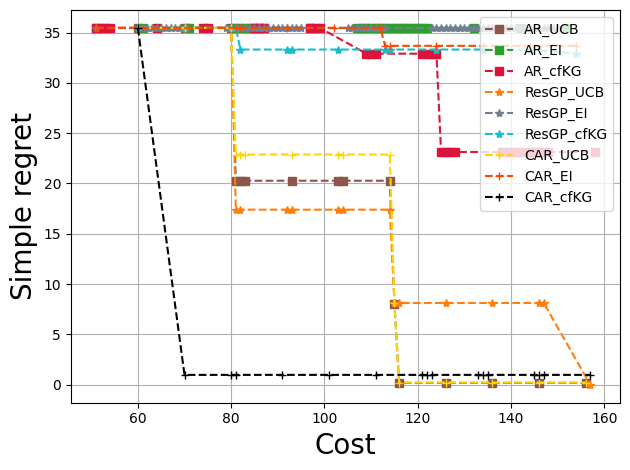 35
30
25
20
15
10
5
0
Simple regret
60
80
100
120
140
160
Cost
AR_UCB
AR_EI
AR_cfKG
ResGP_UCB
ResGP_EI
ResGP_cfKG
CAR_UCB
CAR_EI
CAR_cfKG